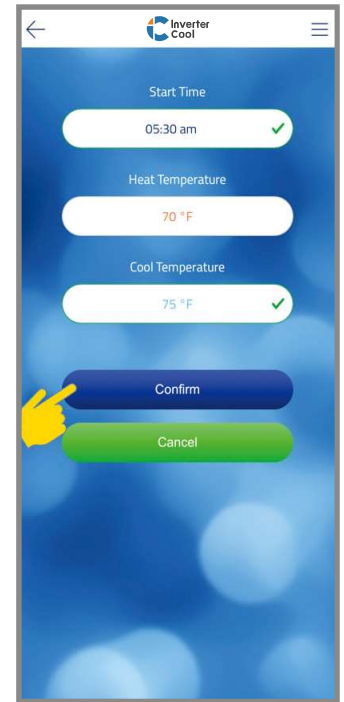 Inverter
Cool
Start Time
05:30 am
Heat Temperature
70 °F
Cool Temperature
75 °F
Confirm
Cancel